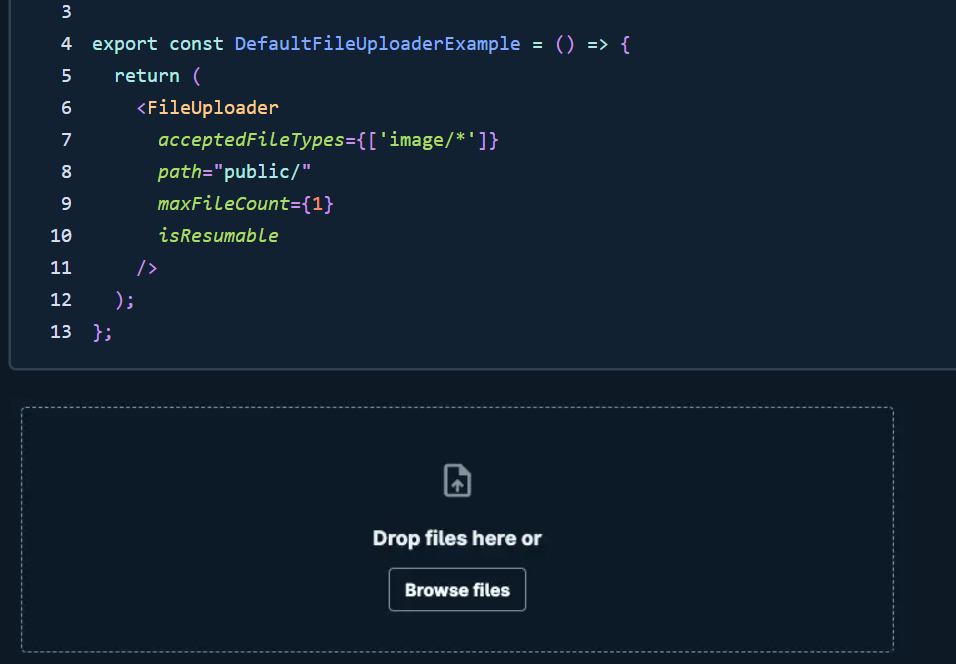 3
4 export const DefaultFileUploaderExample = () => {
5 return (
6 <FileUploader
7 acceptedFileTypes={['image/*']}
8 path="public/"
9 maxFileCount={1}
10 isResumable
11 />
12 );
13 };
Drop files here or
Browse files